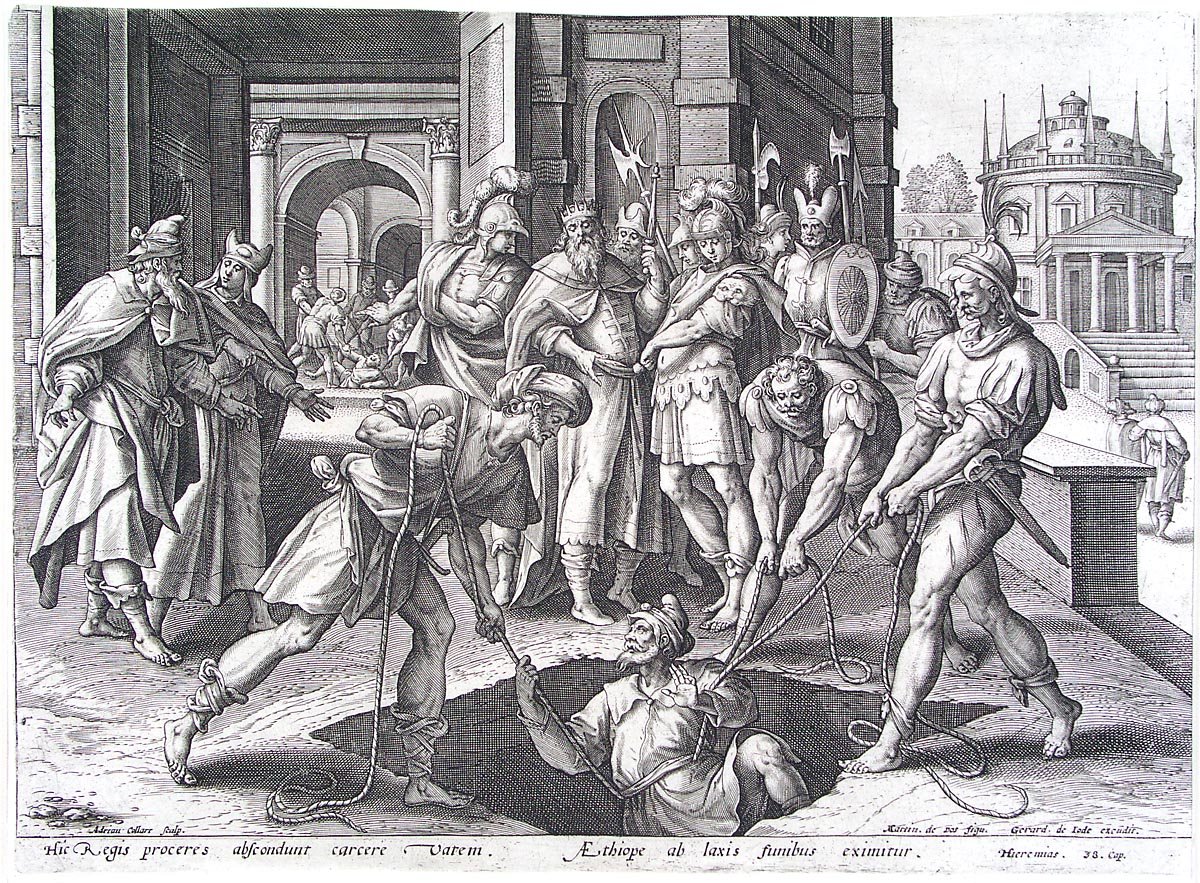 Adrian Collart sculp. Martin. de Vos figu. Gerard. de Iode excudit.
Hic Regis proceres abſcondunt carcere Vatem. Æthiope ab laxis funibus eximitur. Hieremias. 38. Cap.